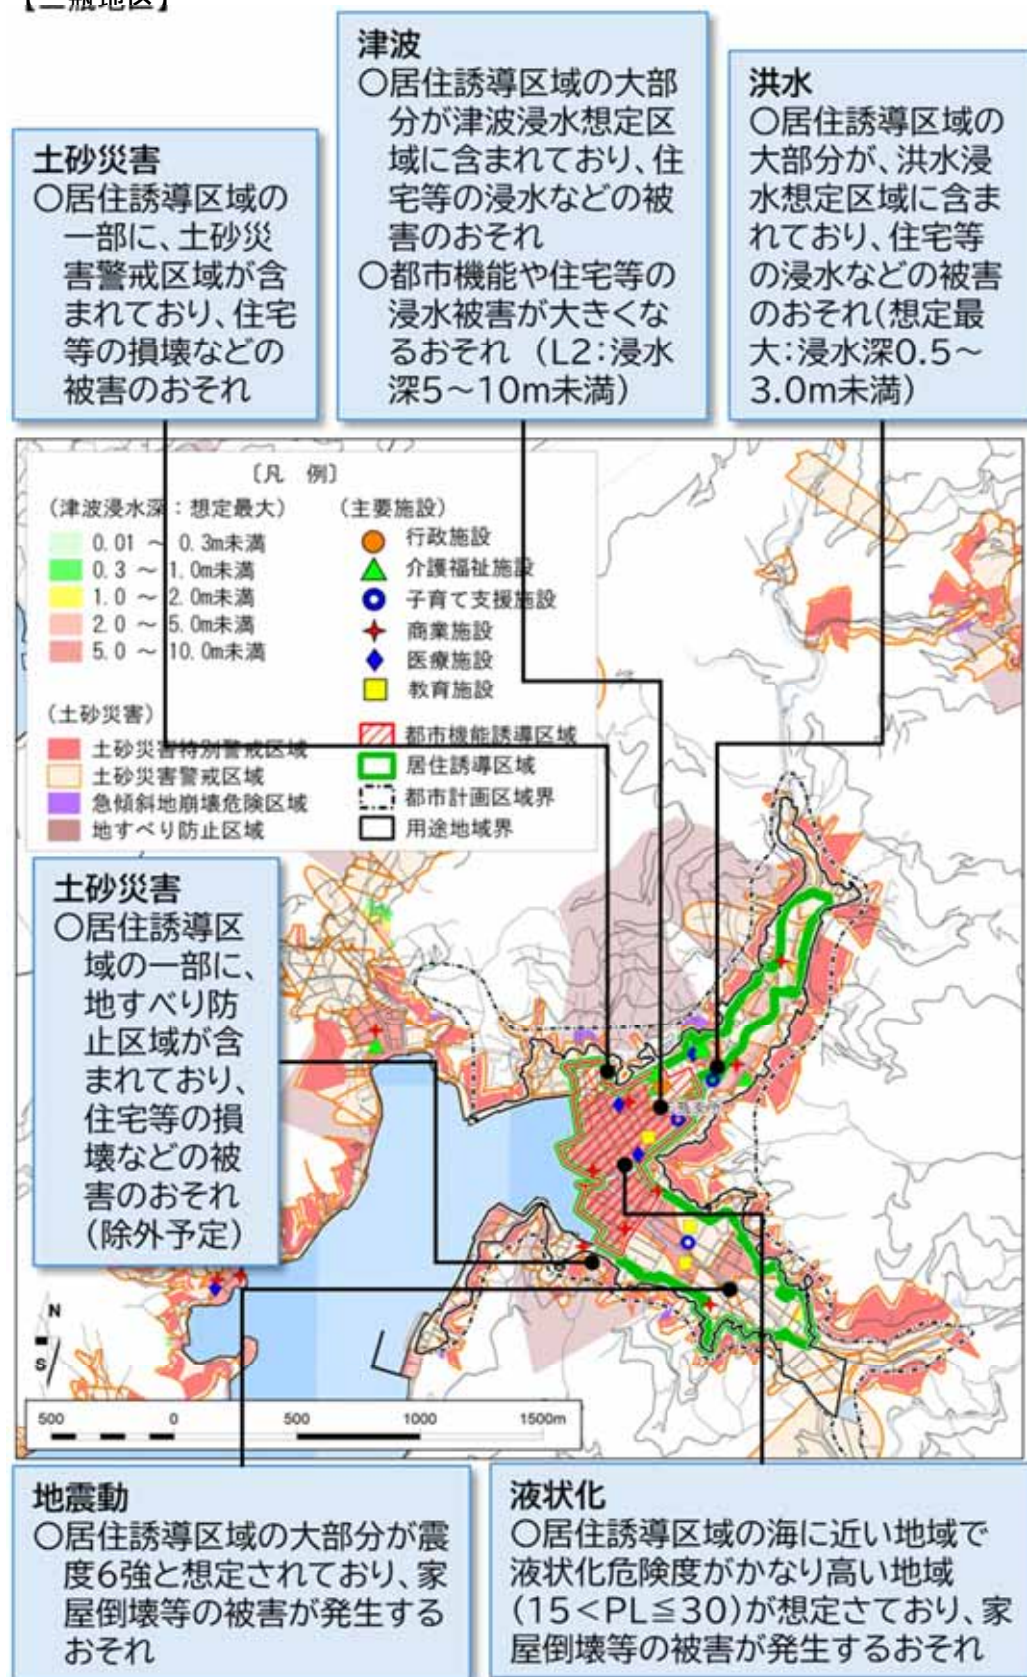 【三瓶地区】
津波
○居住誘導区域の大部
分が津波浸水想定区
域に含まれており、住
宅等の浸水などの被
害のおそれ
○都市機能や住宅等の
浸水被害が大きくな
るおそれ （L2：浸水
深5～10m未満）
洪水
○居住誘導区域の
大部分が、洪水浸
水想定区域に含ま
れており、住宅等
の浸水などの被害
のおそれ(想定最
大：浸水深0.5～
3.0m未満）
土砂災害
○居住誘導区域の
一部に、土砂災
害警戒区域が含
まれており、住宅
等の損壊などの
被害のおそれ
〔凡 例〕
(津波浸水深：想定最大)
0.01 ～ 0.3m未満
0.3 ～ 1.0m未満
1.0 ～ 2.0m未満
2.0 ～ 5.0m未満
5.0 ～ 10.0m未満
(土砂災害)
土砂災害特別警戒区域
土砂災害警戒区域
急傾斜地崩壊危険区域
地すべり防止区域
(主要施設)
行政施設
介護福祉施設
子育て支援施設
商業施設
医療施設
教育施設
都市機能誘導区域
居住誘導区域
都市計画区域界
用途地域界
土砂災害
○居住誘導区
域の一部に、
地すべり防
止区域が含
まれており、
住宅等の損
壊などの被
害のおそれ
（除外予定）
N
S
500 0 500 1000 1500m
地震動
○居住誘導区域の大部分が震
度6強と想定されており、家
屋倒壊等の被害が発生する
おそれ
液状化
○居住誘導区域の海に近い地域で
液状化危険度がかなり高い地域
(15＜PL≦30)が想定さており、家
屋倒壊等の被害が発生するおそれ